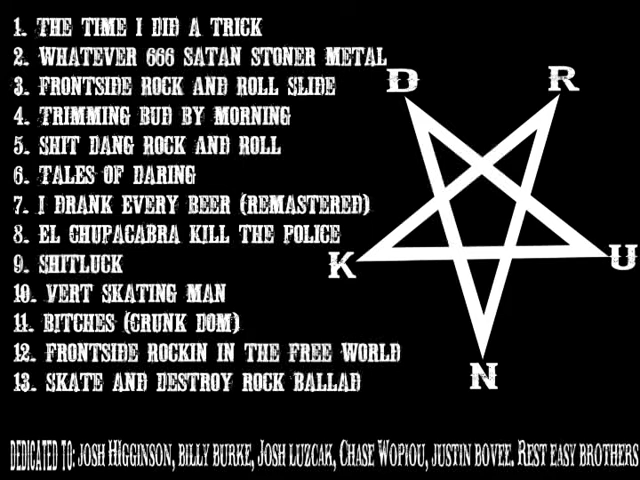 1. THE TIME I DID A TRICK
2. WHATEVER 666 SATAN STONER METAL
3. FRONTSIDE ROCK AND ROLL SLIDE
4. TRIMMING BUD BY MORNING
5. SHIT DANG ROCK AND ROLL
6. TALES OF DARING
7. I DRANK EVERY BEER (REMASTERED)
8. EL CHUPACABRA KILL THE POLICE
9. SHITLUCK
10. VERT SKATING MAN
11. BITCHES (CRUNK DOM)
12. FRONTSIDE ROCKIN IN THE FREE WORLD
13. SKATE AND DESTROY ROCK BALLAD
D R
K U
N
DEDICATED TO: JOSH HIGGINSON, BILLY BURKE, JOSH LUZCAK, CHASE WOPIOU, JUSTIN BOVEE. REST EASY BROTHERS